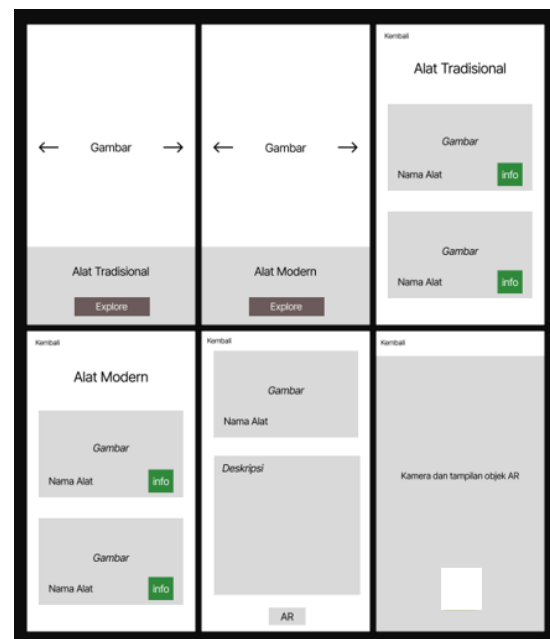 ← Gambar →
Alat Tradisional
Explore
← Gambar →
Alat Modern
Explore
Kembali
Alat Tradisional
Gambar
Nama Alat info
Gambar
Nama Alat info
Kembali
Alat Modern
Gambar
Nama Alat info
Gambar
Nama Alat info
Kembali
Gambar
Nama Alat
Deskripsi
AR
Kembali
Kamera dan tampilan objek AR